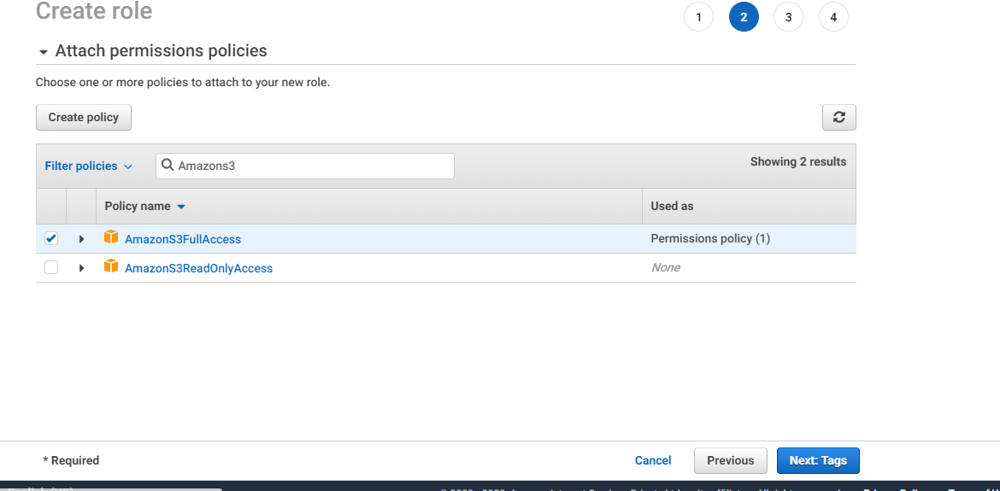 Create role
1 2 3 4
Attach permissions policies
Choose one or more policies to attach to your new role.
Create policy
Filter policies Amazons3 Showing 2 results
Policy name Used as
AmazonS3FullAccess Permissions policy (1)
AmazonS3ReadOnlyAccess None
* Required Cancel Previous Next: Tags